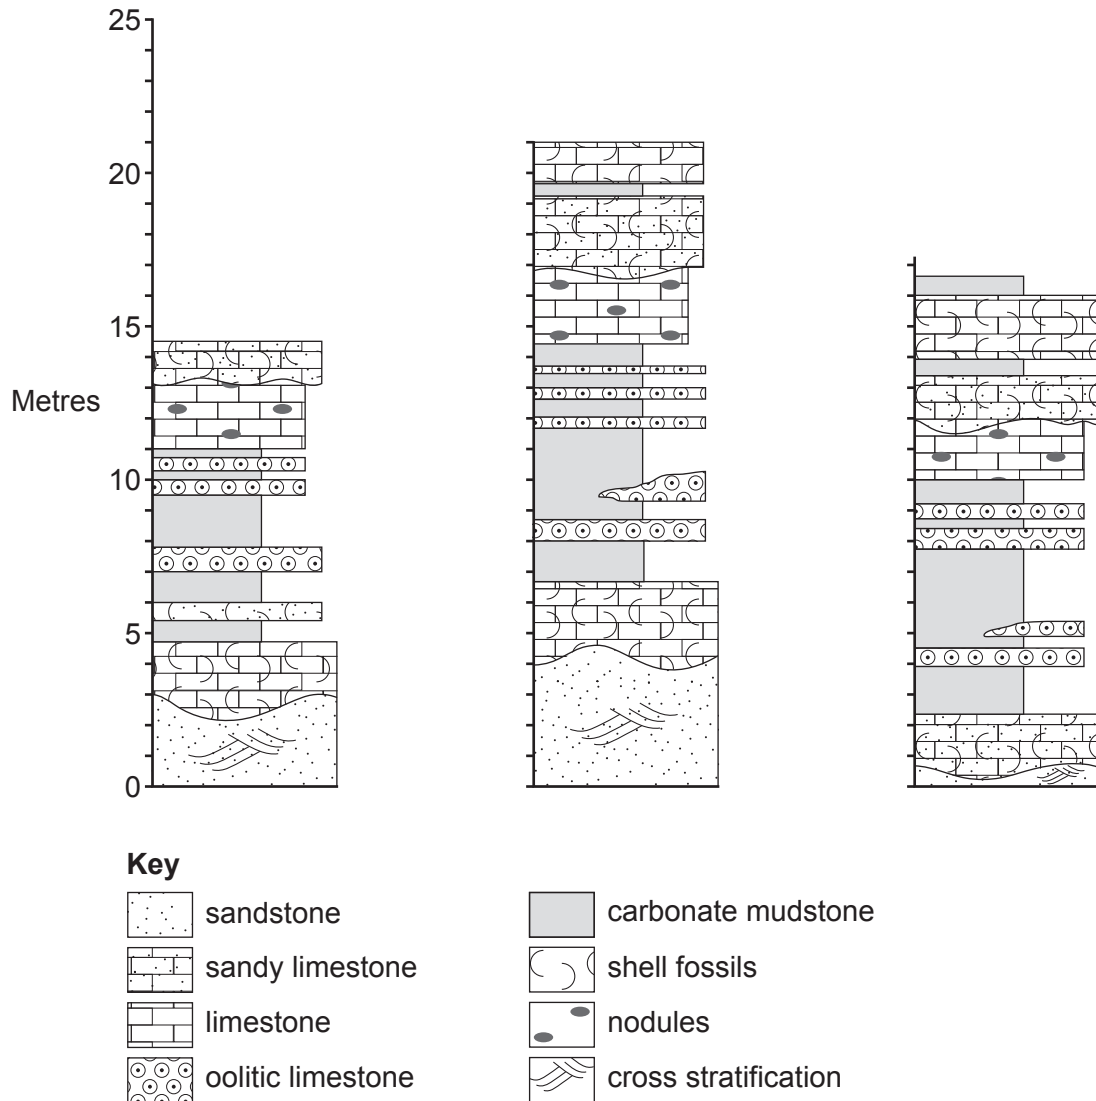 25
20
15
Metres
10
5
0
Key
sandstone
sandy limestone
limestone
oolitic limestone
carbonate mudstone
shell fossils
nodules
cross stratification